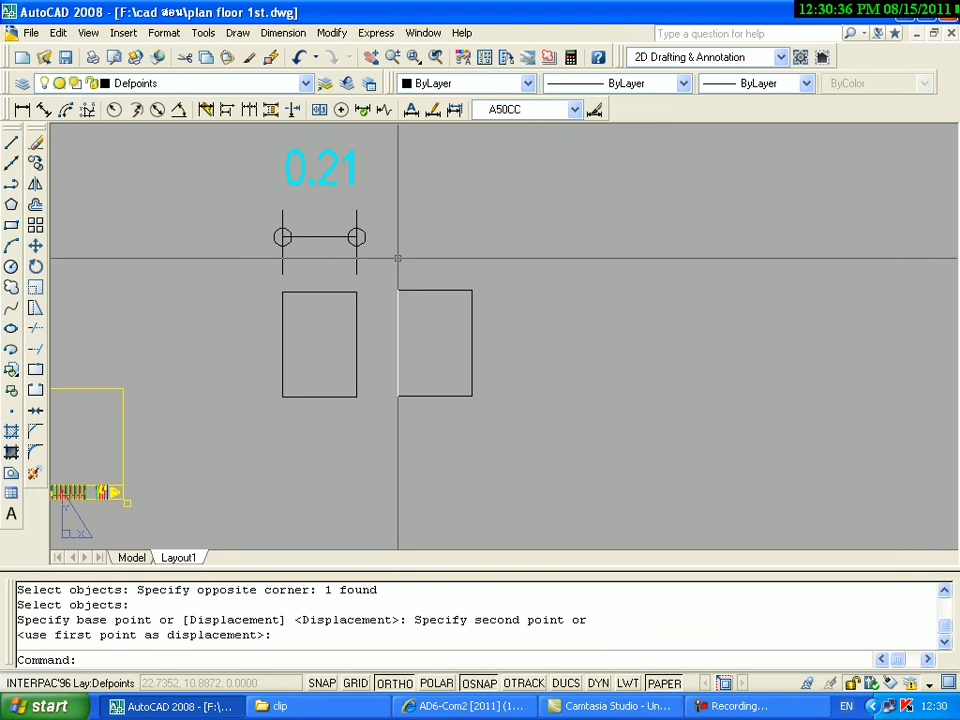 AutoCAD 2008 - [F:\cad สอน\plan floor 1st.dwg]
12:30:36 PM 08/15/2011
File Edit View Insert Format Tools Draw Dimension Modify Express Window Help
Type a question for help
2D Drafting & Annotation
Defpoints
ByLayer
ByLayer
ByLayer
ByColor
A50CC
0.21
X
Y
A
Model Layout1
Select objects: Specify opposite corner: 1 found
Select objects:
Specify base point or [Displacement] <Displacement>: Specify second point or
<use first point as displacement>:
Command:
INTERPAC'96 Lay:Defpoints 22.7352, 10.8872, 0.0000 SNAP GRID ORTHO POLAR OSNAP OTRACK DUCS DYN LWT PAPER
start AutoCAD 2008 - [F:\... clip AD6-Com2 [2011] (1... Camtasia Studio - Un... Recording... EN 12:30